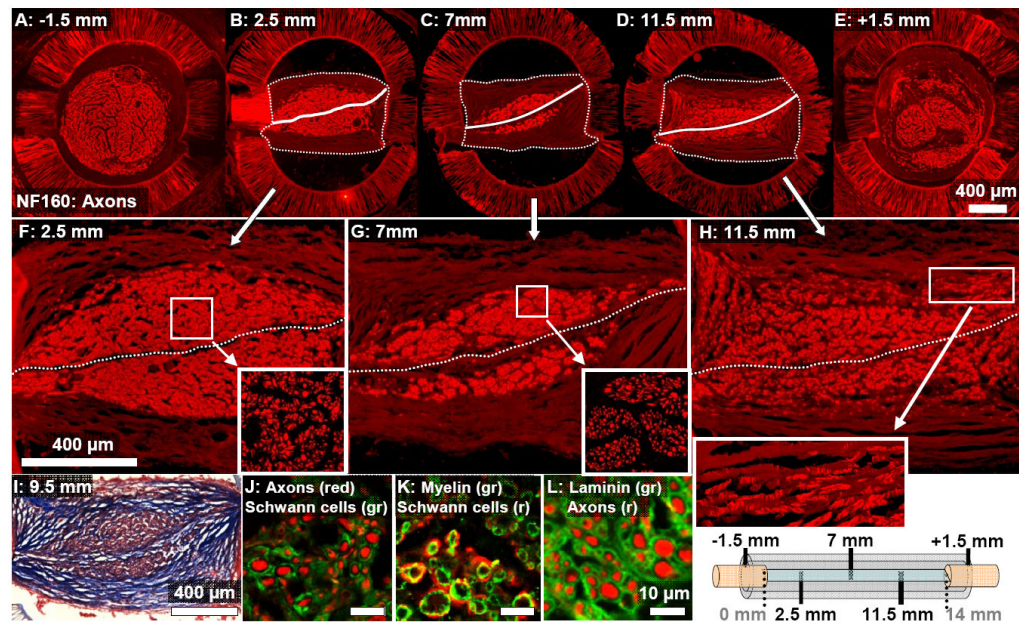 A: -1.5 mm
B: 2.5 mm
C: 7mm
D: 11.5 mm
E: +1.5 mm
NF160: Axons
400 µm
F: 2.5 mm
G: 7mm
H: 11.5 mm
400 µm
I: 9.5 mm
400 µm
J: Axons (red)
Schwann cells (gr)
K: Myelin (gr)
Schwann cells (r)
L: Laminin (gr)
Axons (r)
10 µm
-1.5 mm
7 mm
+1.5 mm
0 mm
2.5 mm
11.5 mm
14 mm